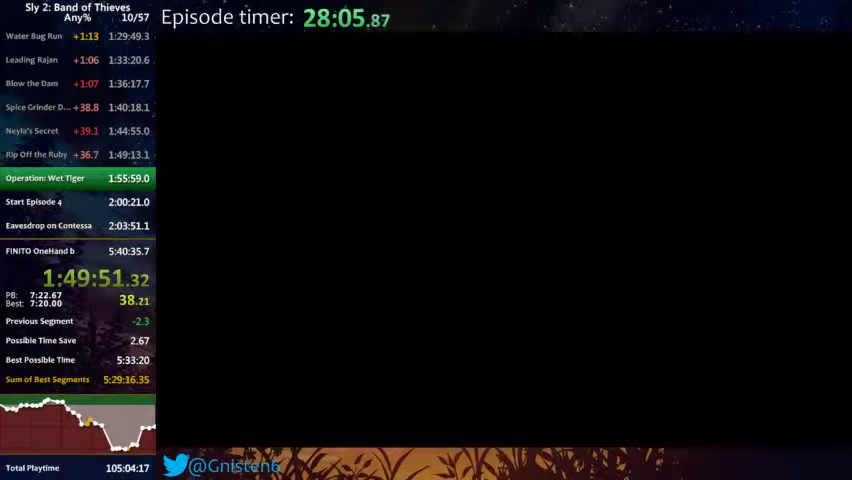 Sly 2: Band of Thieves
Any% 10/57
Episode timer: 28:05.87
Water Bug Run +1:13 1:29:49.3
Leading Rajan +1:06 1:33:20.6
Blow the Dam +1:07 1:36:17.7
Spice Grinder D... +38.8 1:40:18.1
Neyla's Secret +39.1 1:44:55.0
Rip Off the Ruby +36.7 1:49:13.1
Operation: Wet Tiger 1:55:59.0
Start Episode 4 2:00:21.0
Eavesdrop on Contessa 2:03:51.1
FINITO OneHand b 5:40:35.7
1:49:51.32
PB: 7:22.67
Best: 7:20.00
38.21
Previous Segment -2.3
Possible Time Save 2.67
Best Possible Time 5:33:20
Sum of Best Segments 5:29:16.35
Total Playtime 105:04:17
@Gnisten6